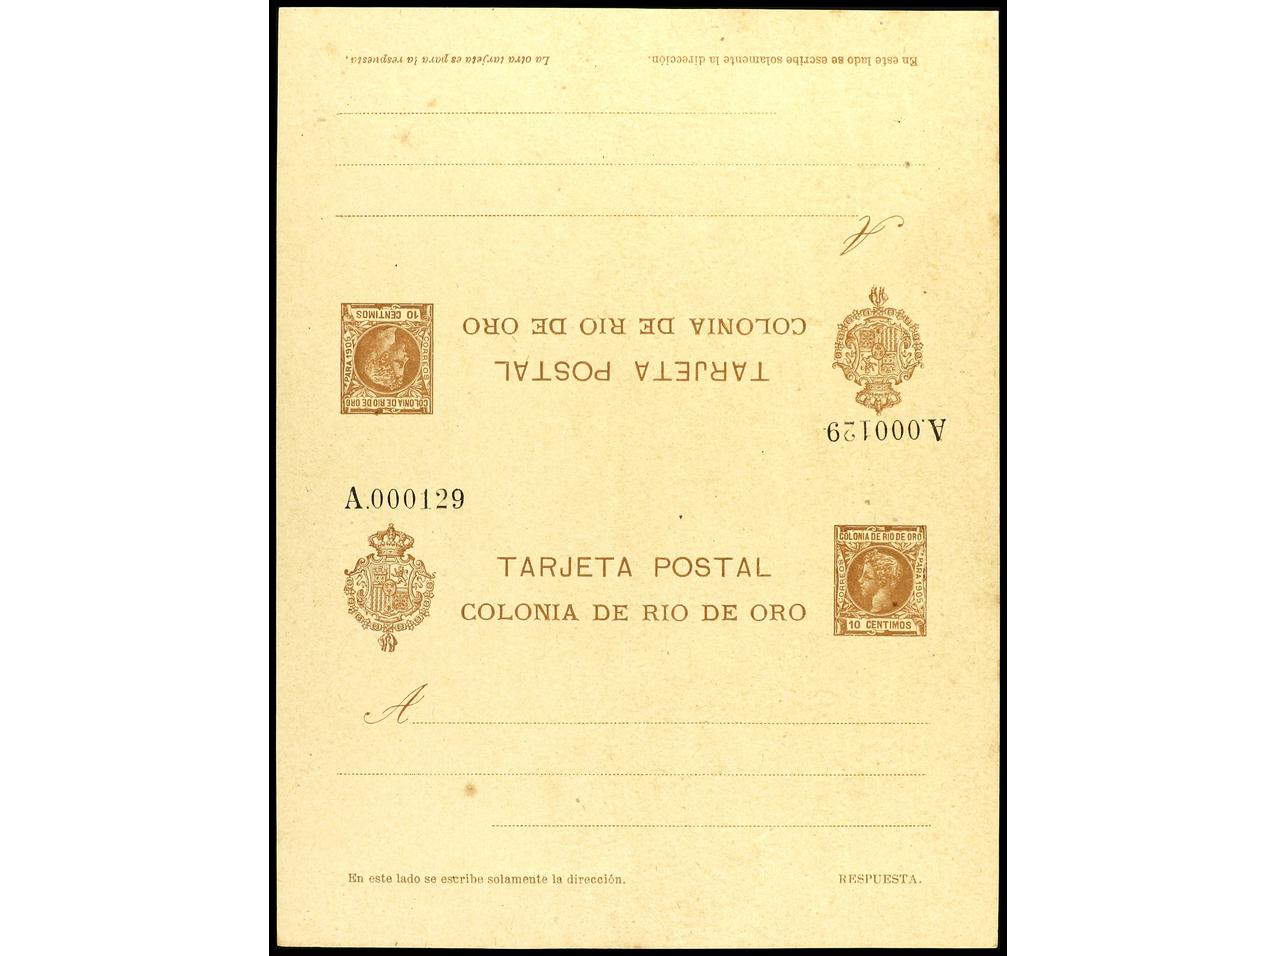 En este lado se escribe solamente la dirección. La otra tarjeta es para la respuesta.
A
COLONIA DE RIO DE ORO
TARJETA POSTAL
10 CENTIMOS
CORREOS
PARA 1905
COLONIA DE RIO DE ORO
A.000129
A.000129
TARJETA POSTAL
COLONIA DE RIO DE ORO
COLONIA DE RIO DE ORO
CORREOS
PARA 1905
10 CENTIMOS
A
En este lado se escribe solamente la dirección. RESPUESTA.